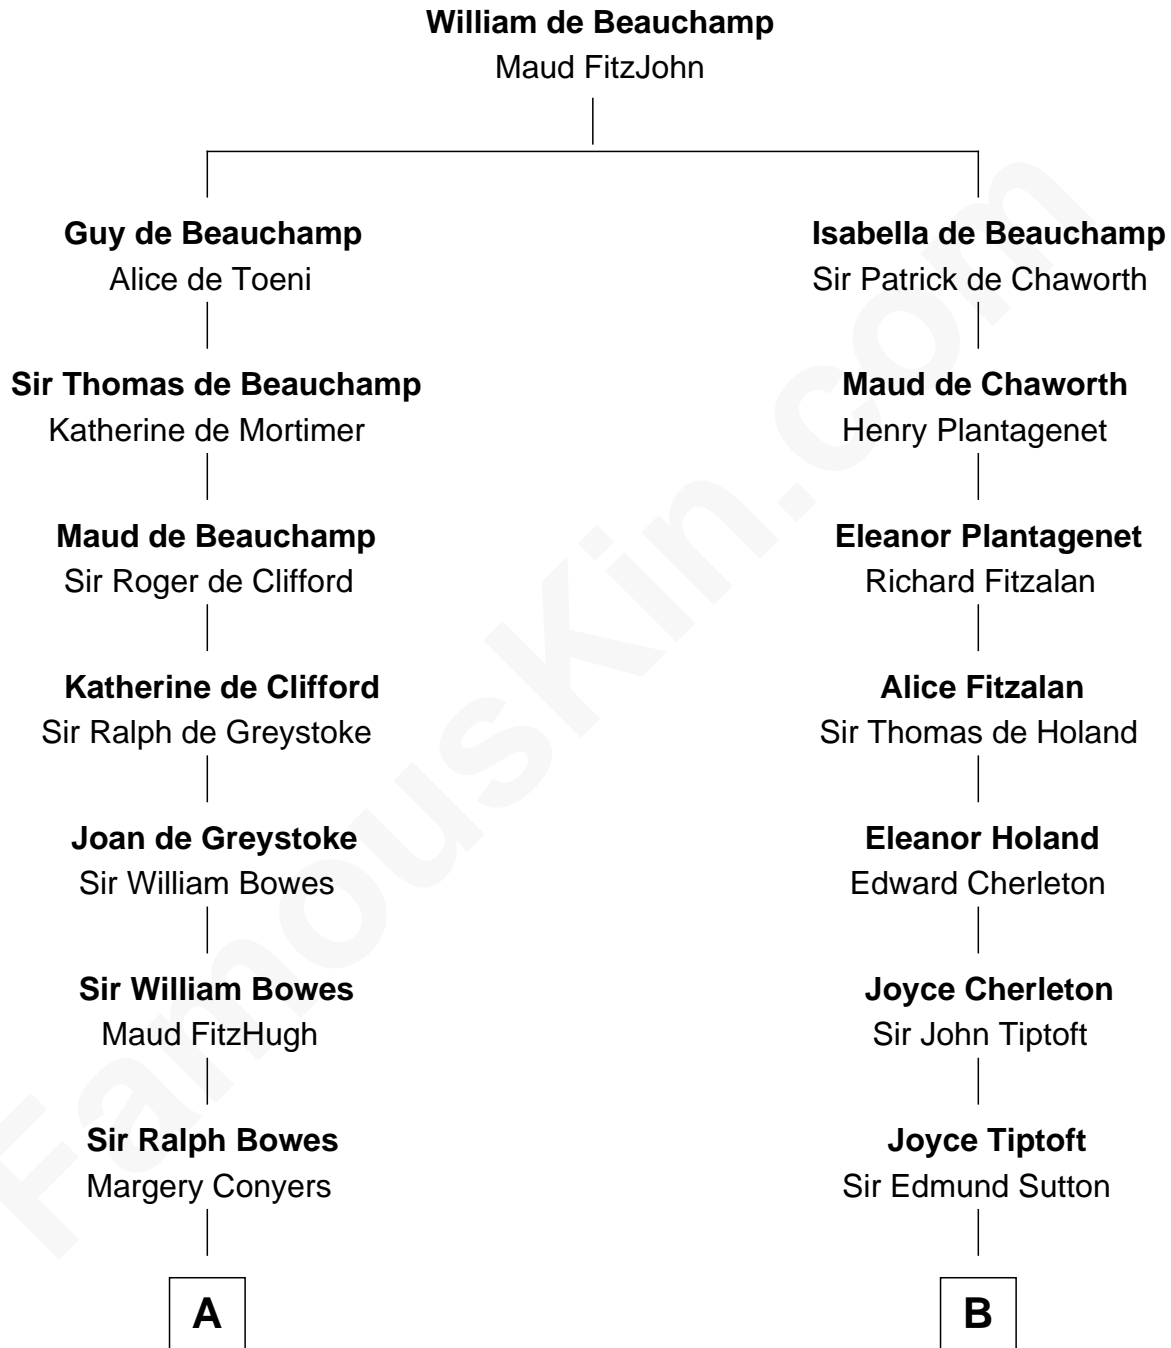 William de Beauchamp
Maud FitzJohn
Guy de Beauchamp
Alice de Toeni
Isabella de Beauchamp
Sir Patrick de Chaworth
Sir Thomas de Beauchamp
Katherine de Mortimer
Maud de Chaworth
Henry Plantagenet
Maud de Beauchamp
Sir Roger de Clifford
Eleanor Plantagenet
Richard Fitzalan
Katherine de Clifford
Sir Ralph de Greystoke
Alice Fitzalan
Sir Thomas de Holand
Joan de Greystoke
Sir William Bowes
Eleanor Holand
Edward Cherleton
Sir William Bowes
Maud FitzHugh
Joyce Cherleton
Sir John Tiptoft
Sir Ralph Bowes
Margery Conyers
Joyce Tiptoft
Sir Edmund Sutton
A
B
FamousKin.com